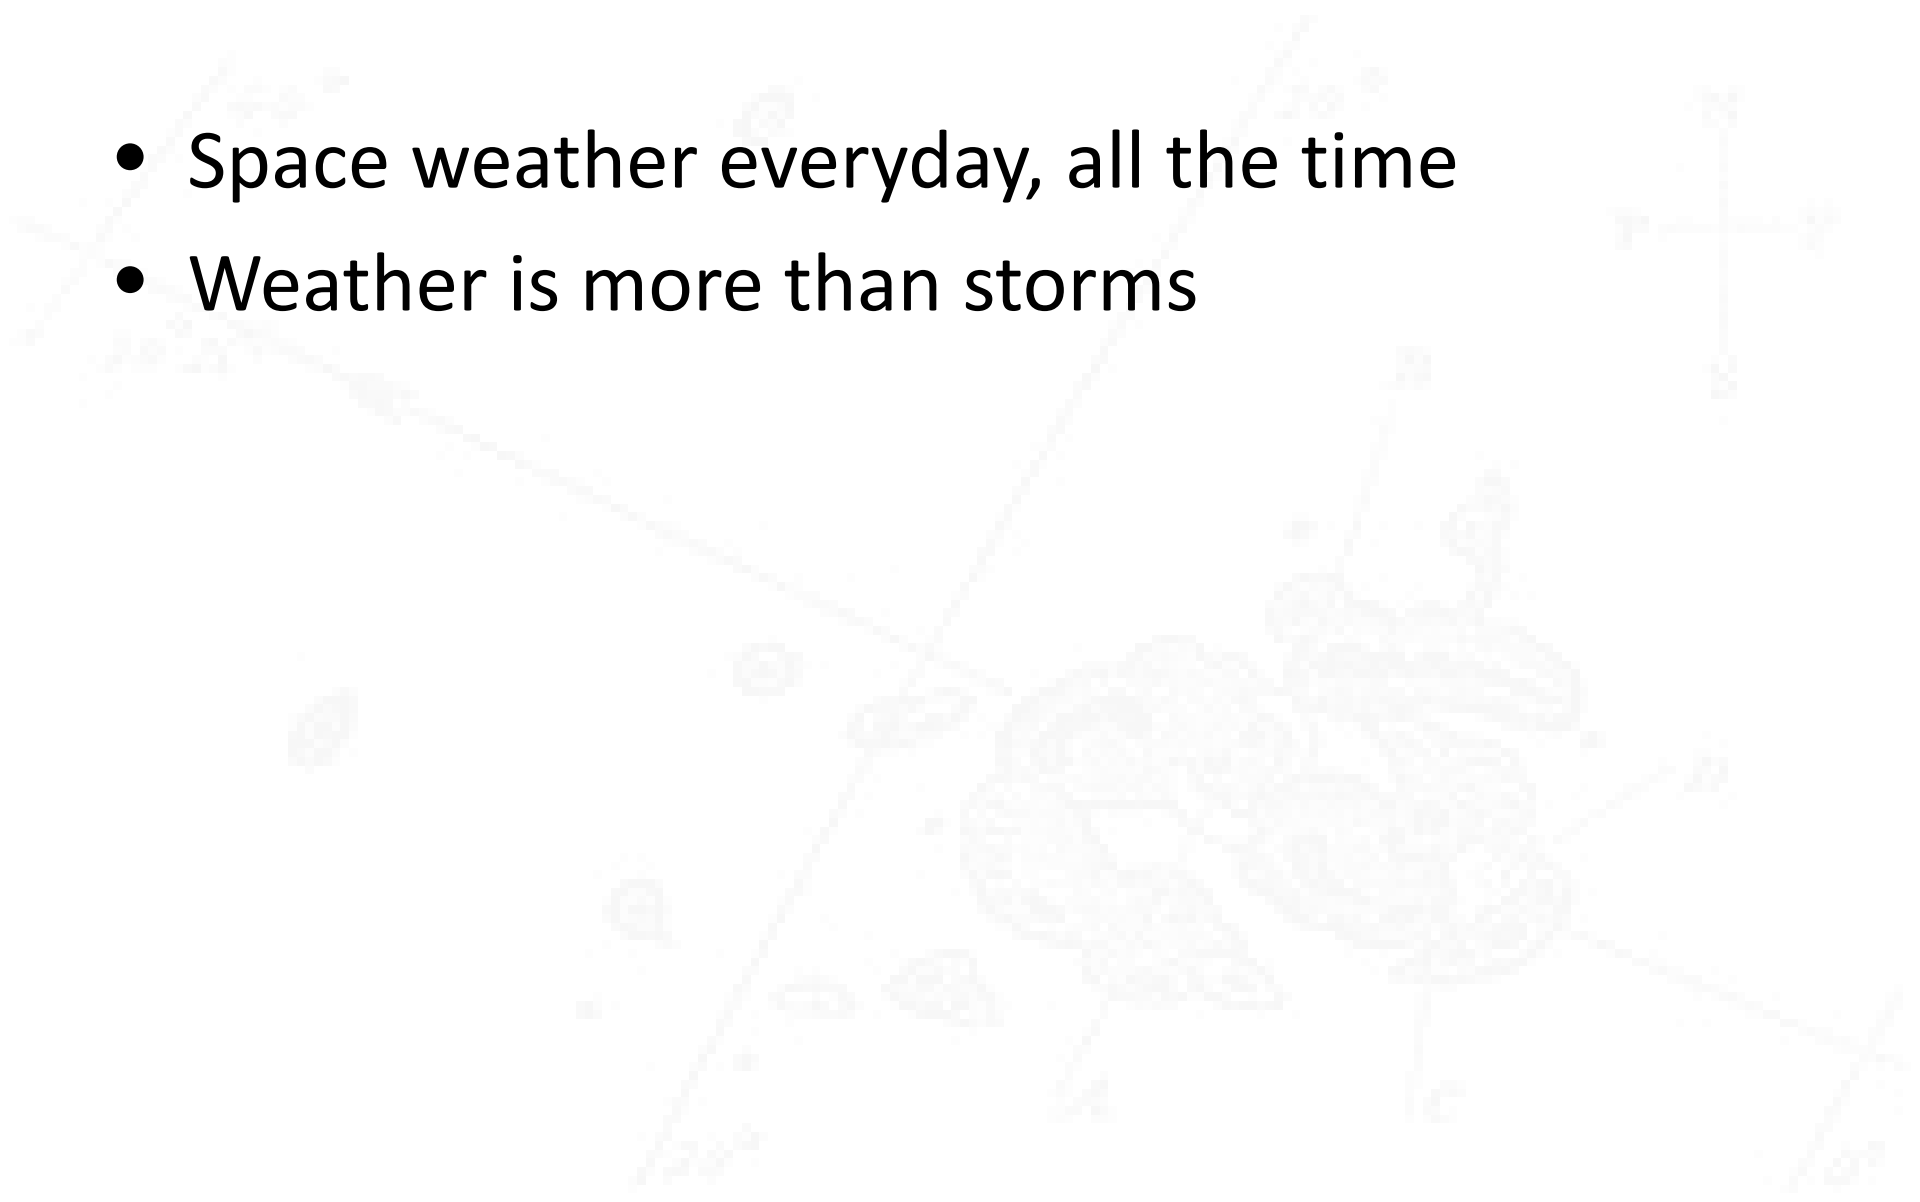 • Space weather everyday, all the time
• Weather is more than storms
A
C